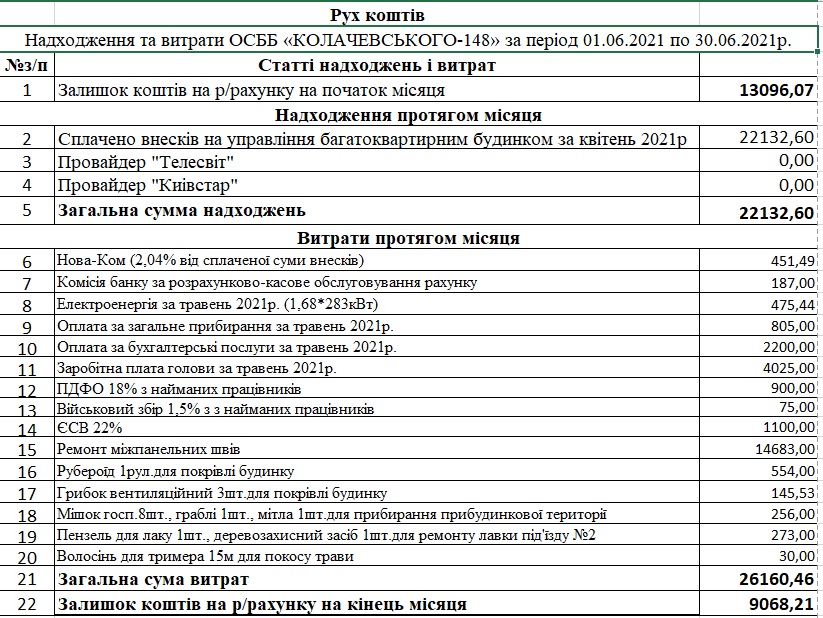 Рух коштів
Надходження та витрати ОСББ «КОЛАЧЕВСЬКОГО-148» за період 01.06.2021 по 30.06.2021р.
№з/п Статті надходжень і витрат
1 Залишок коштів на р/рахунку на початок місяця 13096,07
Надходження протягом місяця
2 Сплачено внесків на управління багатоквартирним будинком за квітень 2021р 22132,60
3 Провайдер "Телесвіт" 0,00
4 Провайдер "Київстар" 0,00
5 Загальна сумма надходжень 22132,60
Витрати протягом місяця
6 Нова-Ком (2,04% від сплаченої суми внесків) 451,49
7 Комісія банку за розрахунково-касове обслуговування рахунку 187,00
8 Електроенергія за травень 2021р. (1,68*283кВт) 475,44
9 Оплата за загальне прибирання за травень 2021р. 805,00
10 Оплата за бухгалтерські послуги за травень 2021р. 2200,00
11 Заробітна плата голови за травень 2021р. 4025,00
12 ПДФО 18% з найманих працівників 900,00
13 Військовий збір 1,5% з з найманих працівників 75,00
14 ЄСВ 22% 1100,00
15 Ремонт міжпанельних швів 14683,00
16 Рубероїд 1рул.для покрівлі будинку 554,00
17 Грибок вентиляційний 3шт.для покрівлі будинку 145,53
18 Мішок госп.8шт., граблі 1шт., мітла 1шт.для прибирання прибудинкової території 256,00
19 Пензель для лаку 1шт., деревозахисний засіб 1шт.для ремонту лавки під'їзду №2 273,00
20 Волосінь для тримера 15м для покосу трави 30,00
21 Загальна сума витрат 26160,46
22 Залишок коштів на р/рахунку на кінець місяця 9068,21